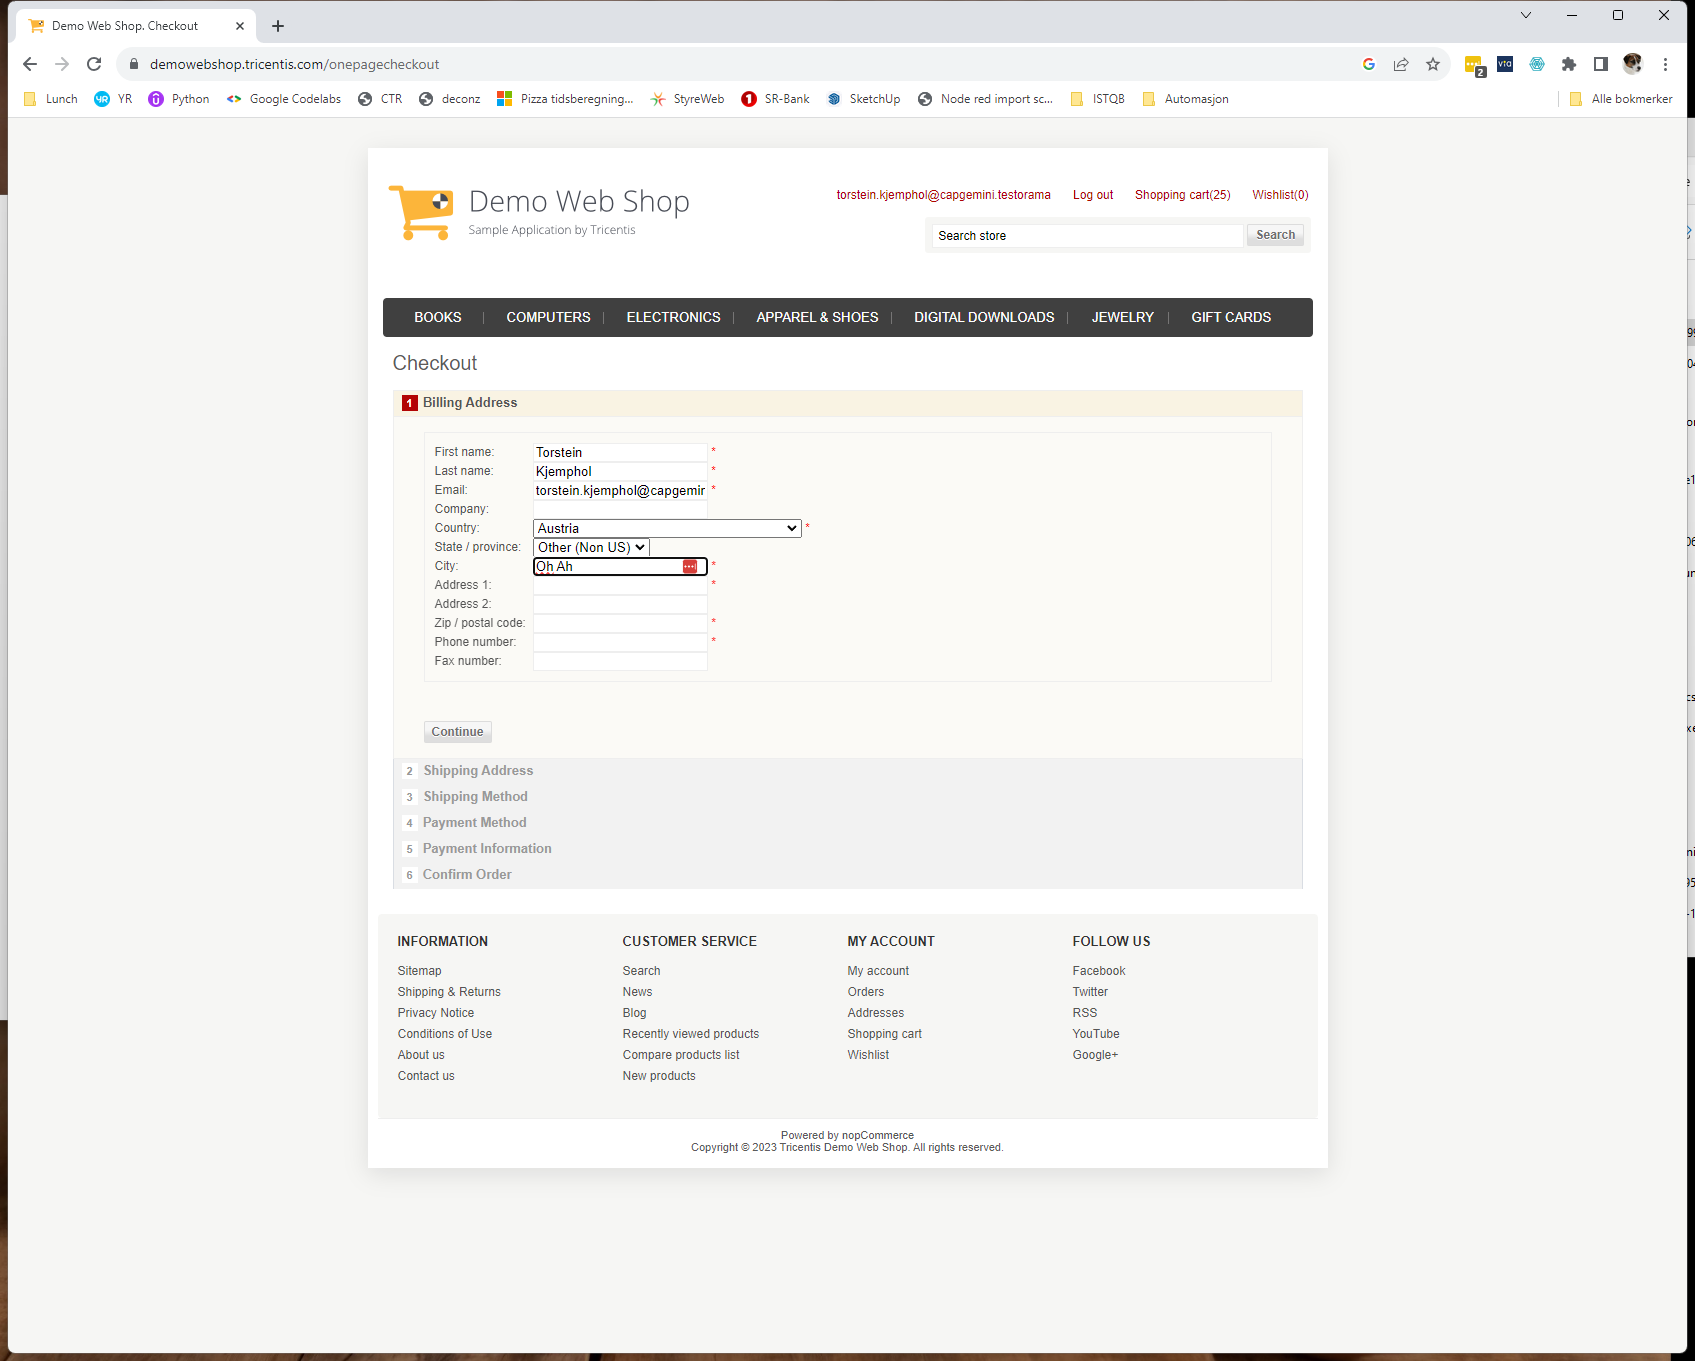 Demo Web Shop. Checkout
demowebshop.tricentis.com/onepagecheckout
2
vta
Lunch YR Python Google Codelabs CTR deconz Pizza tidsberegning... StyreWeb SR-Bank SketchUp Node red import sc... ISTQB Automasjon Alle bokmerker
Demo Web Shop
Sample Application by Tricentis
torstein.kjemphol@capgemini.testorama Log out Shopping cart(25) Wishlist(0)
Search store Search
BOOKS COMPUTERS ELECTRONICS APPAREL & SHOES DIGITAL DOWNLOADS JEWELRY GIFT CARDS
Checkout
1 Billing Address
First name: Torstein *
Last name: Kjemphol *
Email: torstein.kjemphol@capgemir *
Company:
Country: Austria *
State / province: Other (Non US)
City: Oh Ah *
Address 1: *
Address 2:
Zip / postal code: *
Phone number: *
Fax number:
Continue
2 Shipping Address
3 Shipping Method
4 Payment Method
5 Payment Information
6 Confirm Order
INFORMATION
Sitemap
Shipping & Returns
Privacy Notice
Conditions of Use
About us
Contact us
CUSTOMER SERVICE
Search
News
Blog
Recently viewed products
Compare products list
New products
MY ACCOUNT
My account
Orders
Addresses
Shopping cart
Wishlist
FOLLOW US
Facebook
Twitter
RSS
YouTube
Google+
Powered by nopCommerce
Copyright © 2023 Tricentis Demo Web Shop. All rights reserved.